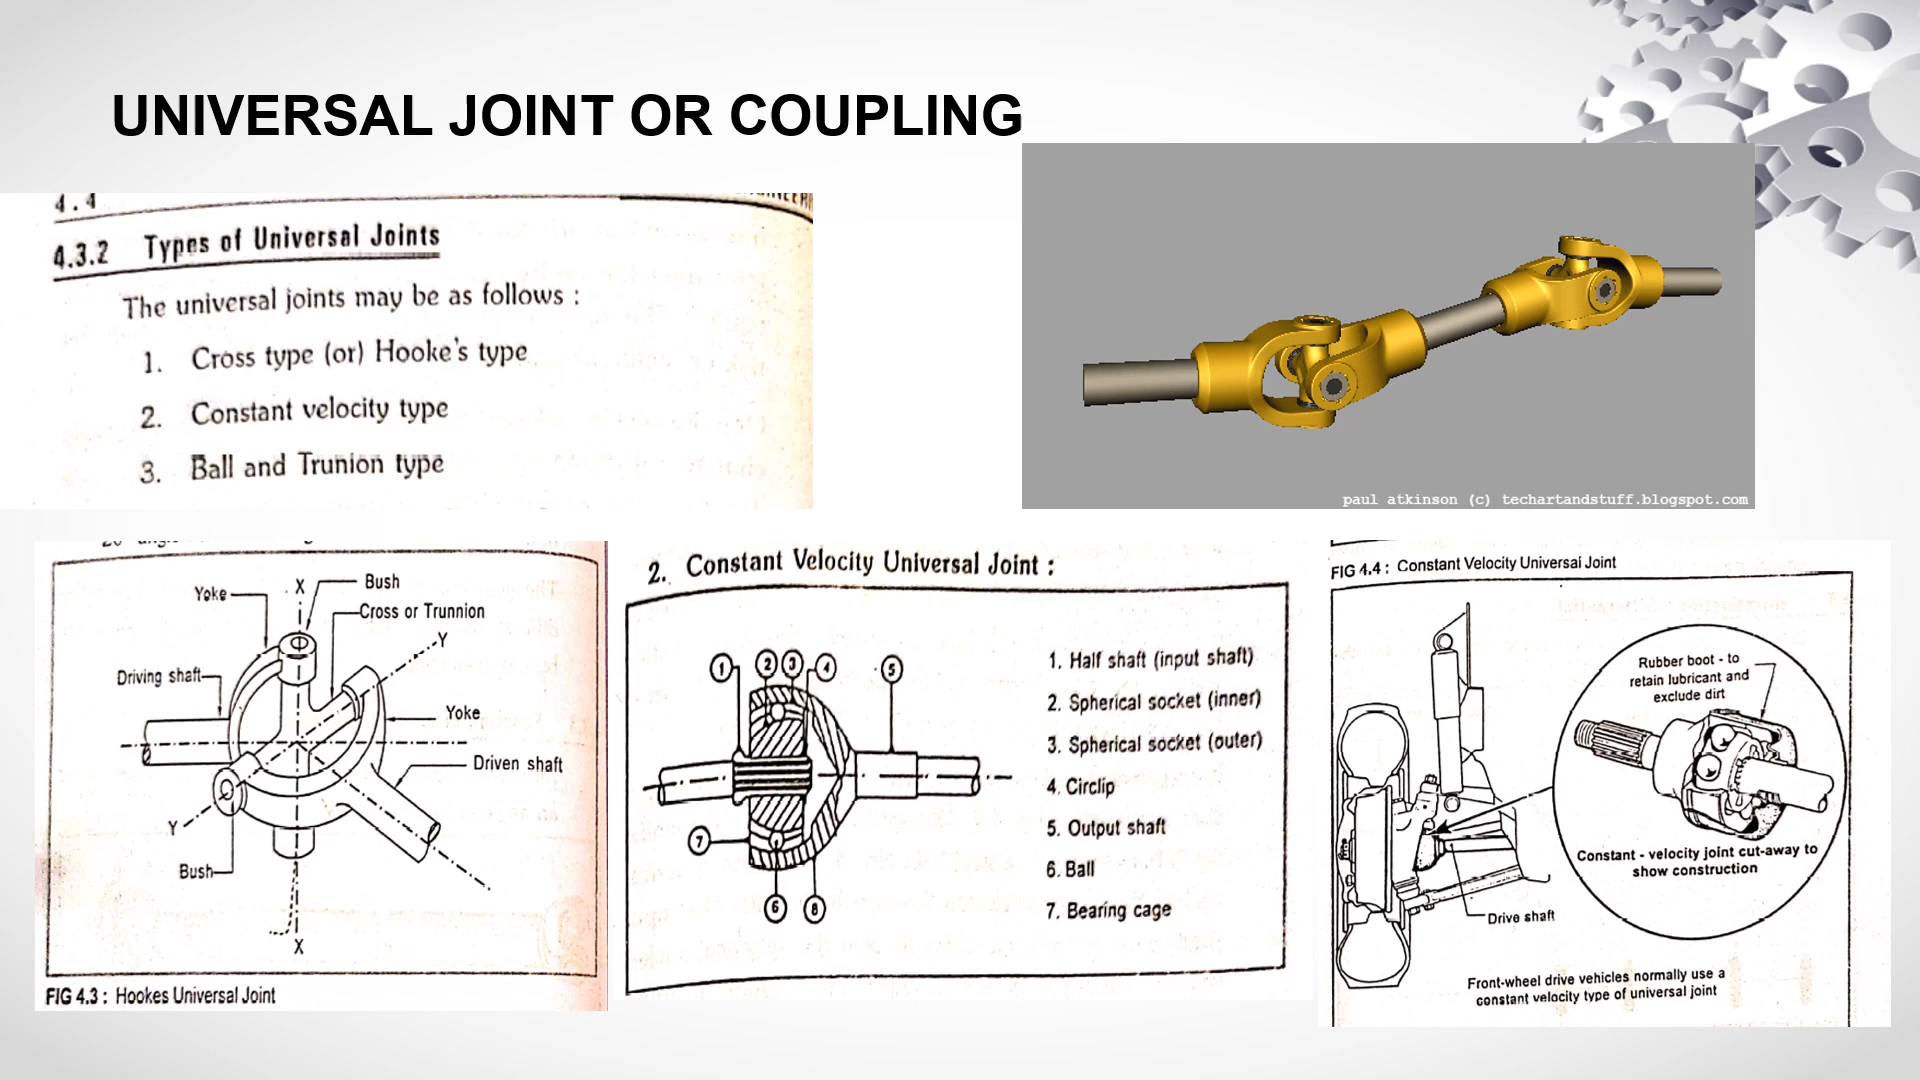 UNIVERSAL JOINT OR COUPLING
4.4
4.3.2 Types of Universal Joints
The universal joints may be as follows :
1. Cross type (or) Hooke's type
2. Constant velocity type
3. Ball and Trunion type
paul atkinson (c) techartandstuff.blogspot.com
X
Bush
Yoke
Cross or Trunnion
Y
Driving shaft
Yoke
Driven shaft
Y
Bush
X
FIG 4.3 : Hookes Universal Joint
2. Constant Velocity Universal Joint :
1 2 3 4 5
7
6 8
1. Half shaft (input shaft)
2. Spherical socket (inner)
3. Spherical socket (outer)
4. Circlip
5. Output shaft
6. Ball
7. Bearing cage
FIG 4.4 : Constant Velocity Universal Joint
Rubber boot - to
retain lubricant and
exclude dirt
Constant - velocity joint cut-away to
show construction
Drive shaft
Front-wheel drive vehicles normally use a
constant velocity type of universal joint